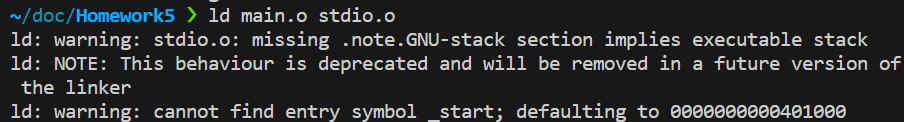 ~/doc/Homework5 ❯ ld main.o stdio.o
ld: warning: stdio.o: missing .note.GNU-stack section implies executable stack
ld: NOTE: This behaviour is deprecated and will be removed in a future version of
the linker
ld: warning: cannot find entry symbol _start; defaulting to 0000000000401000